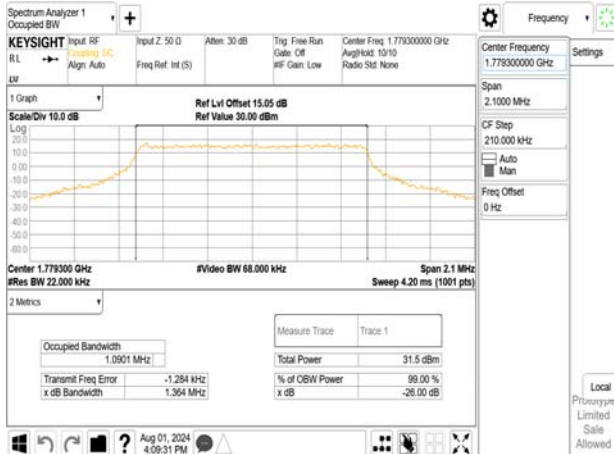 Spectrum Analyzer 1
Occupied BW
+
Frequency
KEYSIGHT
RL
Input: RF
Coupling: DC
Align: Auto
Input Z: 50 Ω
Freq Ref: Int (S)
Atten: 30 dB
Trig: Free Run
Gate: Off
#IF Gain: Low
Center Freq: 1.779300000 GHz
Avg|Hold: 10/10
Radio Std: None
1 Graph
Scale/Div 10.0 dB
Ref Lvl Offset 15.05 dB
Ref Value 30.00 dBm
Log
20.0
10.0
0.00
-10.0
-20.0
-30.0
-40.0
-50.0
-60.0
Center 1.779300 GHz
#Res BW 22.000 kHz
#Video BW 68.000 kHz
Span 2.1 MHz
Sweep 4.20 ms (1001 pts)
2 Metrics
Measure Trace
Trace 1
Occupied Bandwidth
1.0901 MHz
Total Power
31.5 dBm
Transmit Freq Error
-1.284 kHz
% of OBW Power
99.00 %
x dB Bandwidth
1.364 MHz
x dB
-26.00 dB
Center Frequency
1.779300000 GHz
Settings
Span
2.1000 MHz
CF Step
210.000 kHz
Auto
Man
Freq Offset
0 Hz
Local
Prototype
Limited
Sale
Allowed
?
Aug 01, 2024
4:09:31 PM